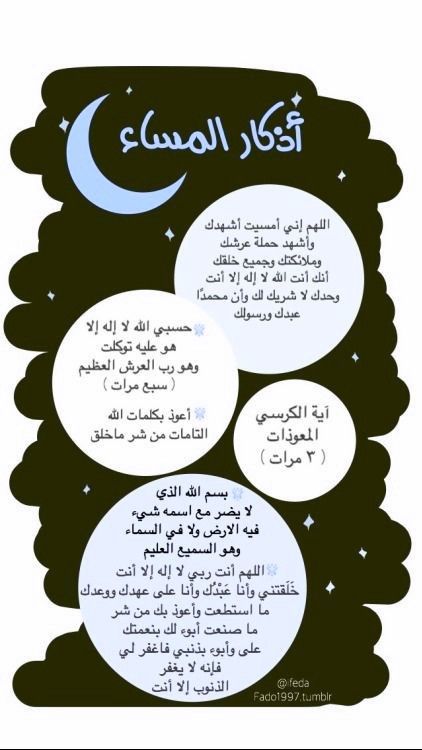 أذكار المساء
اللهم إني أمسيت أشهدك
وأشهد حملة عرشك
وملائكتك وجميع خلقك
أنك أنت الله لا إله إلا أنت
وحدك لا شريك لك وأن محمدًا
عبدك ورسولك
حسبي الله لا إله إلا
هو عليه توكلت
وهو رب العرش العظيم
( سبع مرات )
أعوذ بكلمات الله
التامات من شر ماخلق
آية الكرسي
المعوذات
( ٣ مرات )
بسم الله الذي
لا يضر مع اسمه شيء
فيه الارض ولا في السماء
وهو السميع العليم
اللهم أنت ربي لا إله إلا أنت
خَلَقتني وأنا عَبْدُك وأنا على عهدك ووعدك
ما استطعت وأعوذ بك من شر
ما صنعت أبوء لك بنعمتك
على وأبوء بذنبي فاغفر لي
فإنه لا يغفر
الذنوب إلا أنت
@ifeda
Fado1997.tumblr